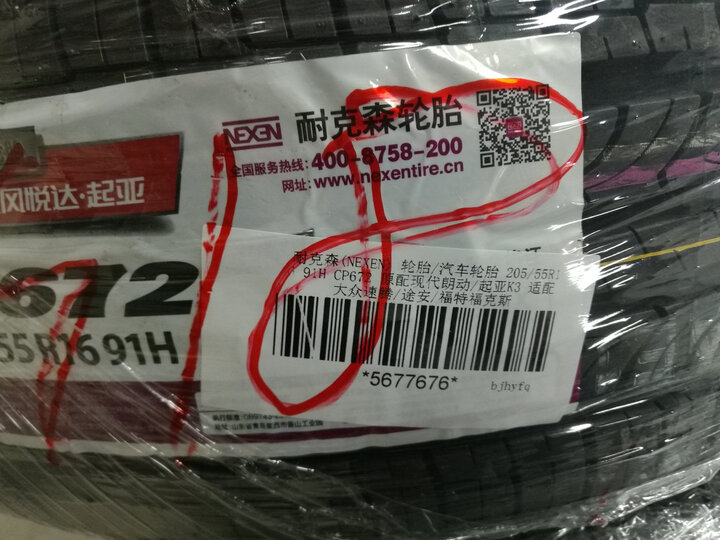 NEXEN 耐克森轮胎
全国服务热线:400-8758-200
网址:www.nexentire.cn
风悦达·起亚
672
55R16 91H
耐克森(NEXEN) 轮胎/汽车轮胎 205/55R1
91H CP672 原配现代朗动/起亚K3 适配
大众速腾/途安/福特福克斯
*5677676*
bjhyfq